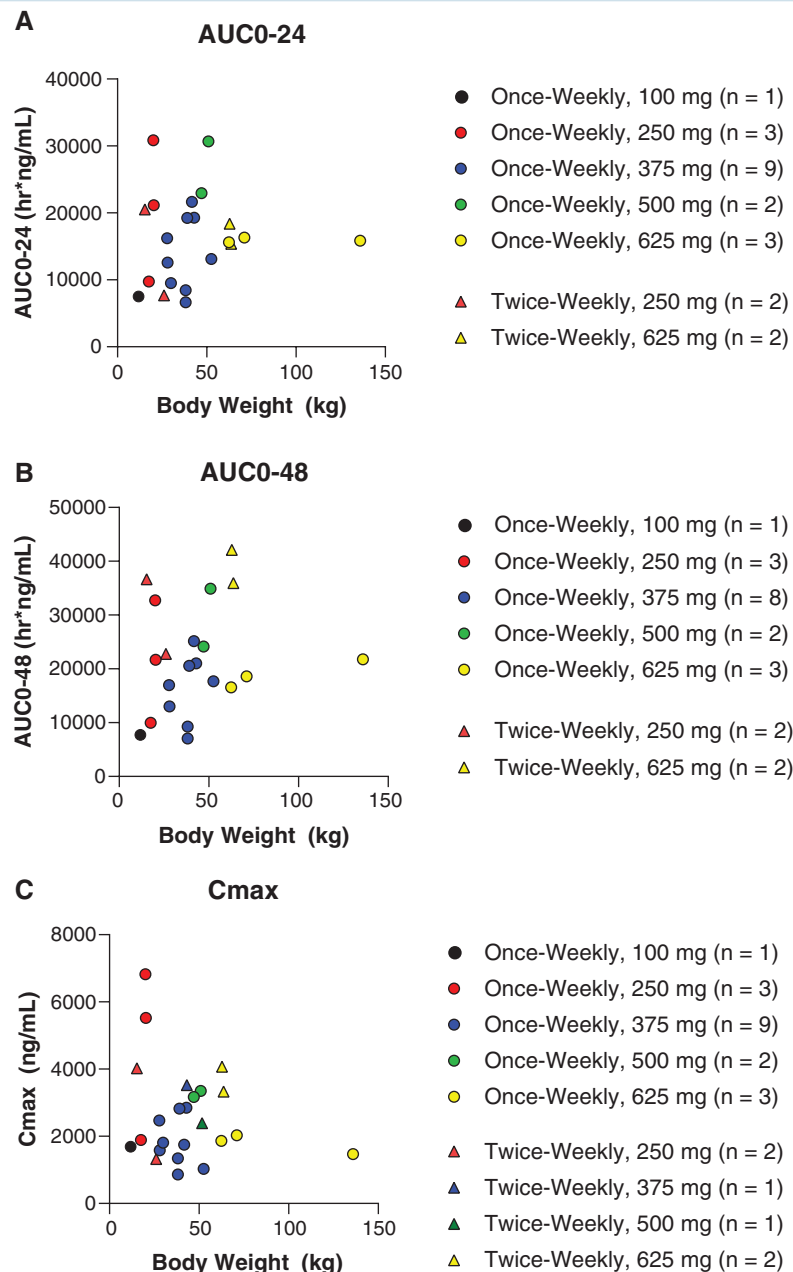 A
AUC0-24
AUC0-24 (hr*ng/mL)
40000
30000
20000
10000
0
0 50 100 150
Body Weight (kg)
Once-Weekly, 100 mg (n = 1)
Once-Weekly, 250 mg (n = 3)
Once-Weekly, 375 mg (n = 9)
Once-Weekly, 500 mg (n = 2)
Once-Weekly, 625 mg (n = 3)
Twice-Weekly, 250 mg (n = 2)
Twice-Weekly, 625 mg (n = 2)
B
AUC0-48
AUC0-48 (hr*ng/mL)
50000
40000
30000
20000
10000
0
0 50 100 150
Body Weight (kg)
Once-Weekly, 100 mg (n = 1)
Once-Weekly, 250 mg (n = 3)
Once-Weekly, 375 mg (n = 8)
Once-Weekly, 500 mg (n = 2)
Once-Weekly, 625 mg (n = 3)
Twice-Weekly, 250 mg (n = 2)
Twice-Weekly, 625 mg (n = 2)
C
Cmax
Cmax (ng/mL)
8000
6000
4000
2000
0
0 50 100 150
Body Weight (kg)
Once-Weekly, 100 mg (n = 1)
Once-Weekly, 250 mg (n = 3)
Once-Weekly, 375 mg (n = 9)
Once-Weekly, 500 mg (n = 2)
Once-Weekly, 625 mg (n = 3)
Twice-Weekly, 250 mg (n = 2)
Twice-Weekly, 375 mg (n = 1)
Twice-Weekly, 500 mg (n = 1)
Twice-Weekly, 625 mg (n = 2)